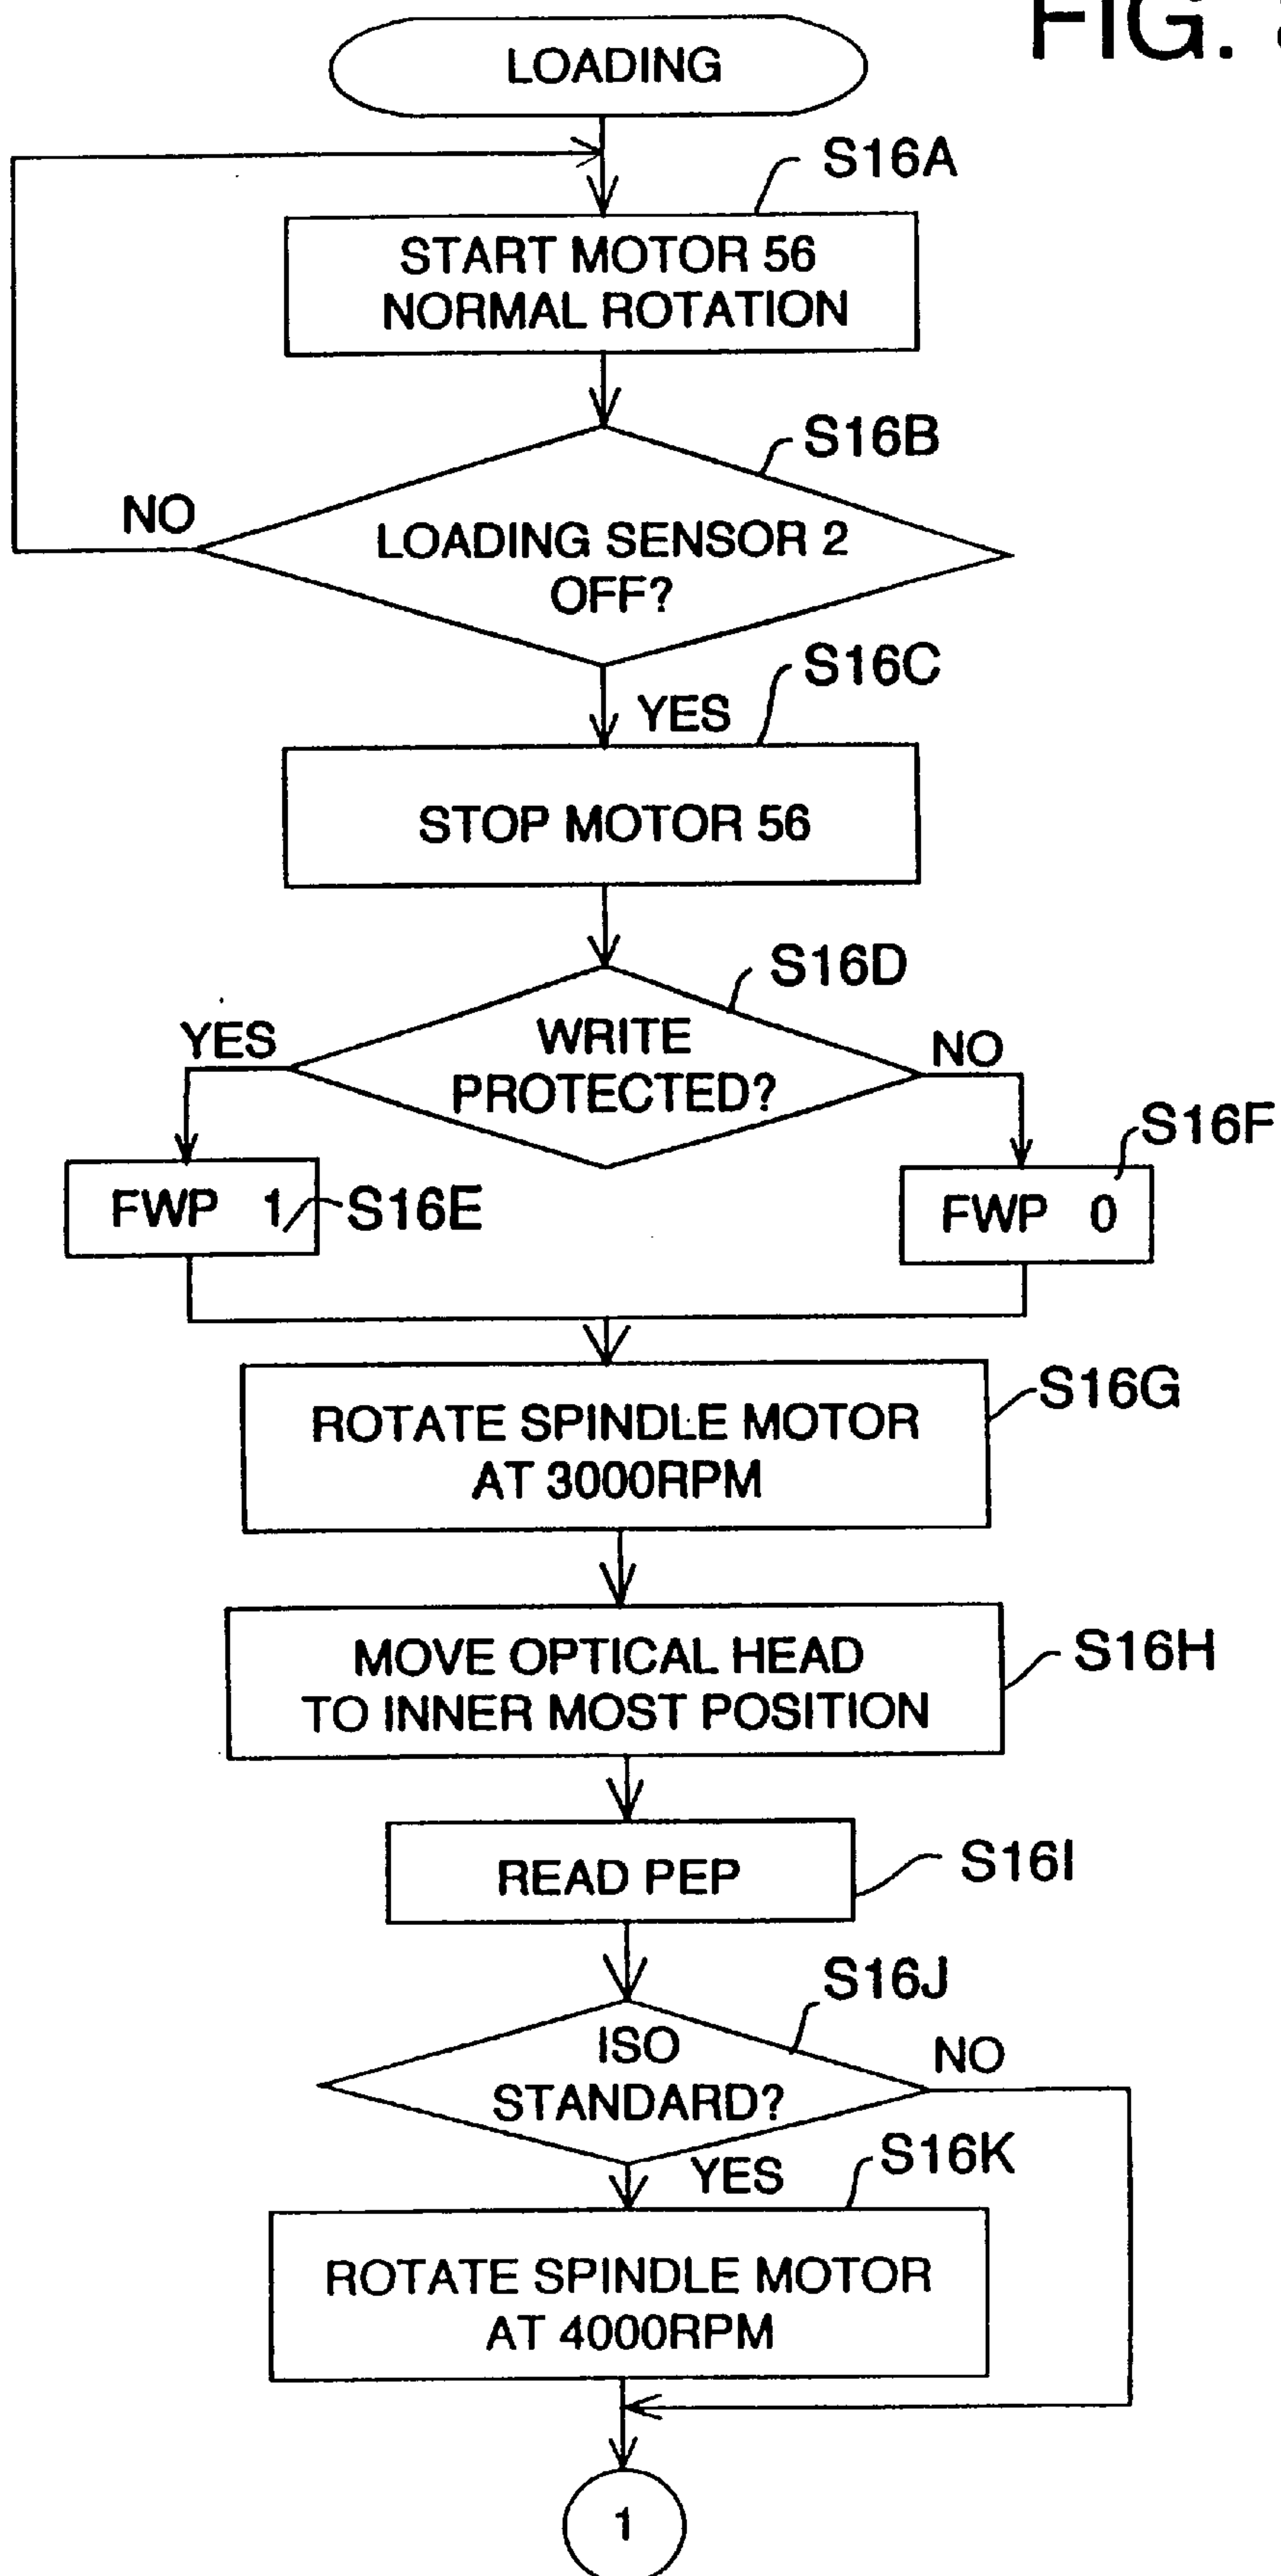 FIG.
LOADING
S16A
START MOTOR 56
NORMAL ROTATION
S16B
NO
LOADING SENSOR 2
OFF?
S16C
YES
STOP MOTOR 56
S16D
YES
WRITE
PROTECTED?
NO
S16F
FWP 1
S16E
FWP 0
S16G
ROTATE SPINDLE MOTOR
AT 3000RPM
MOVE OPTICAL HEAD
TO INNER MOST POSITION
S16H
READ PEP
S16I
S16J
ISO
STANDARD?
NO
YES
S16K
ROTATE SPINDLE MOTOR
AT 4000RPM
1